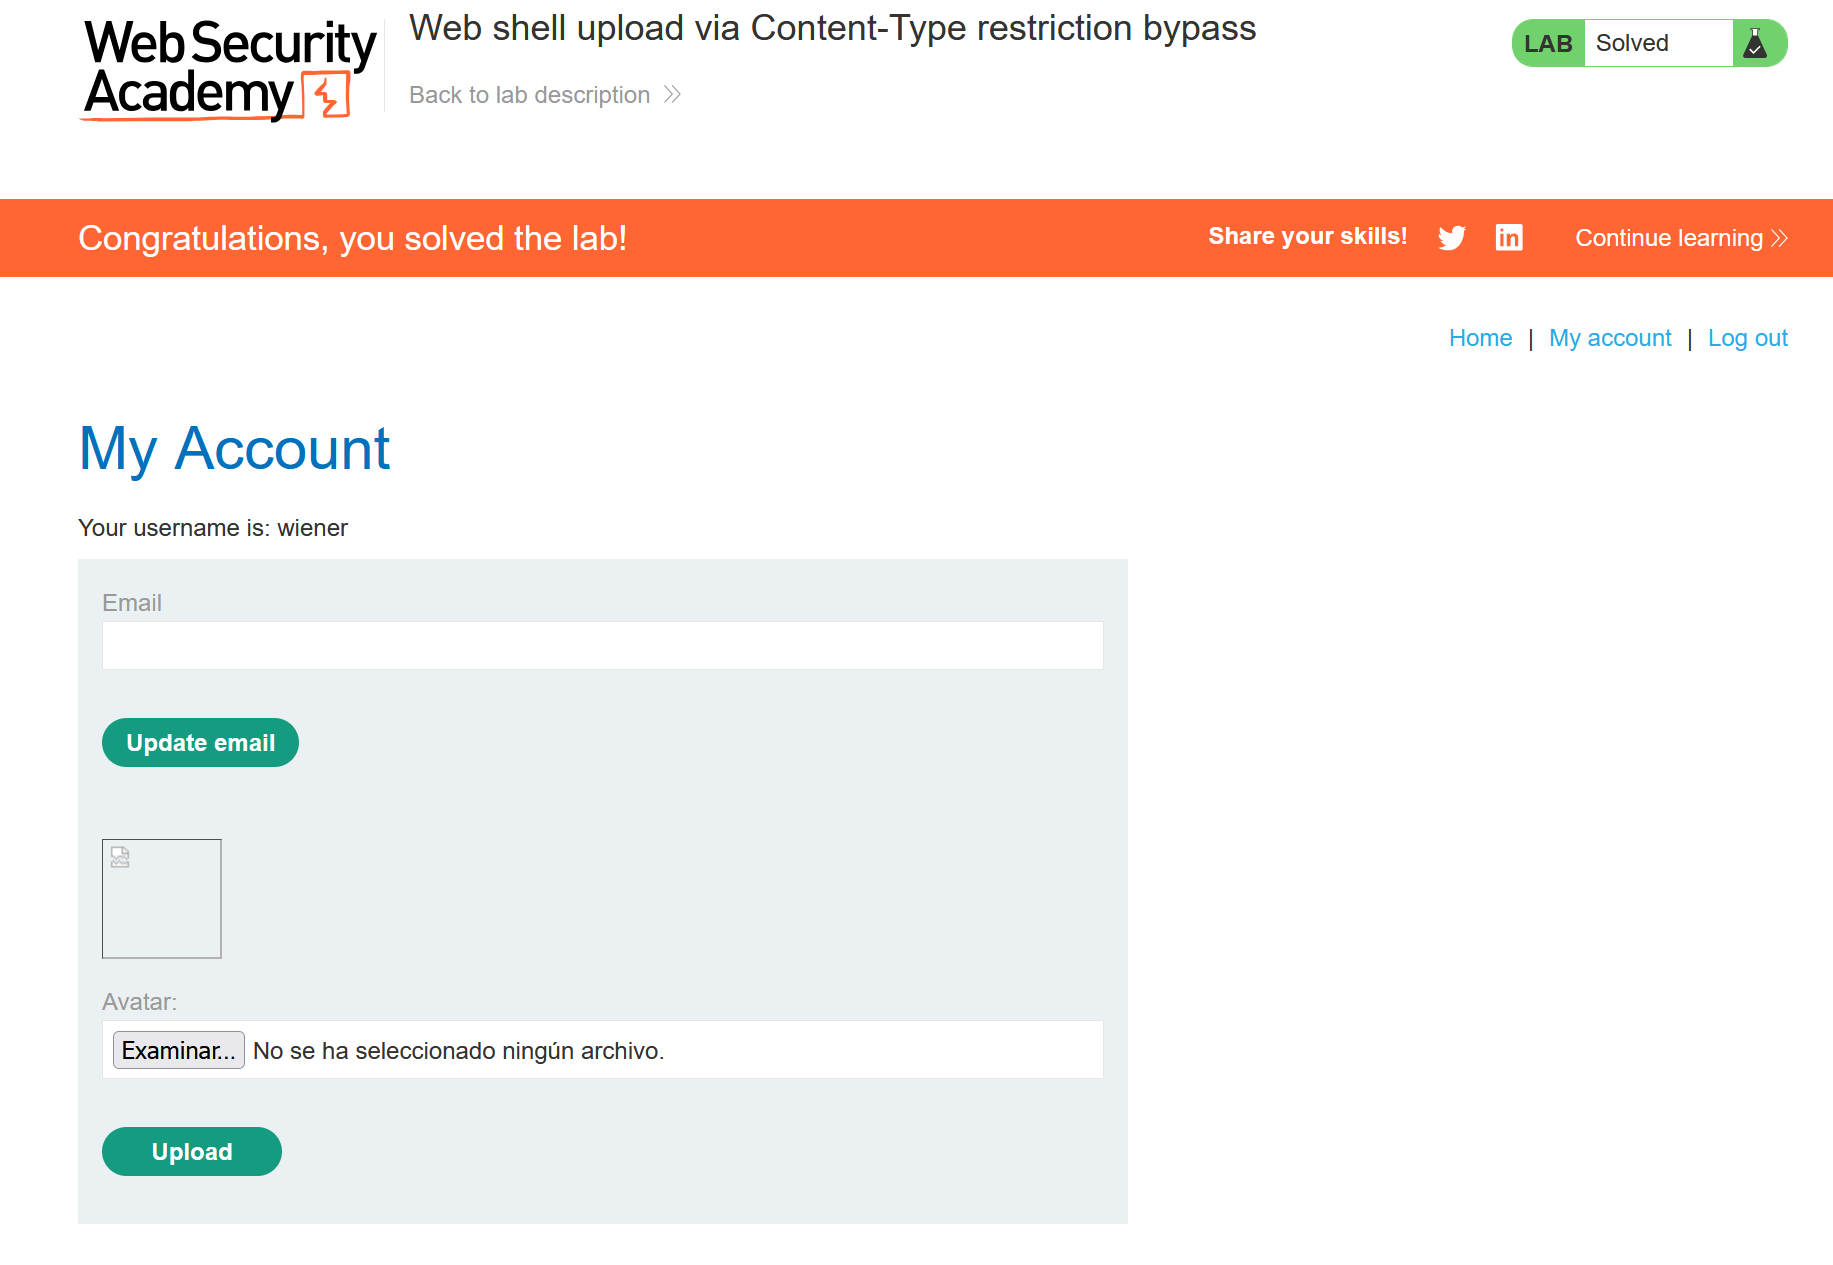 Web Security
Academy
Web shell upload via Content-Type restriction bypass
Back to lab description
LAB Solved
Congratulations, you solved the lab!
Share your skills!
Continue learning
Home | My account | Log out
My Account
Your username is: wiener
Email
Update email
Avatar:
Examinar... No se ha seleccionado ningún archivo.
Upload